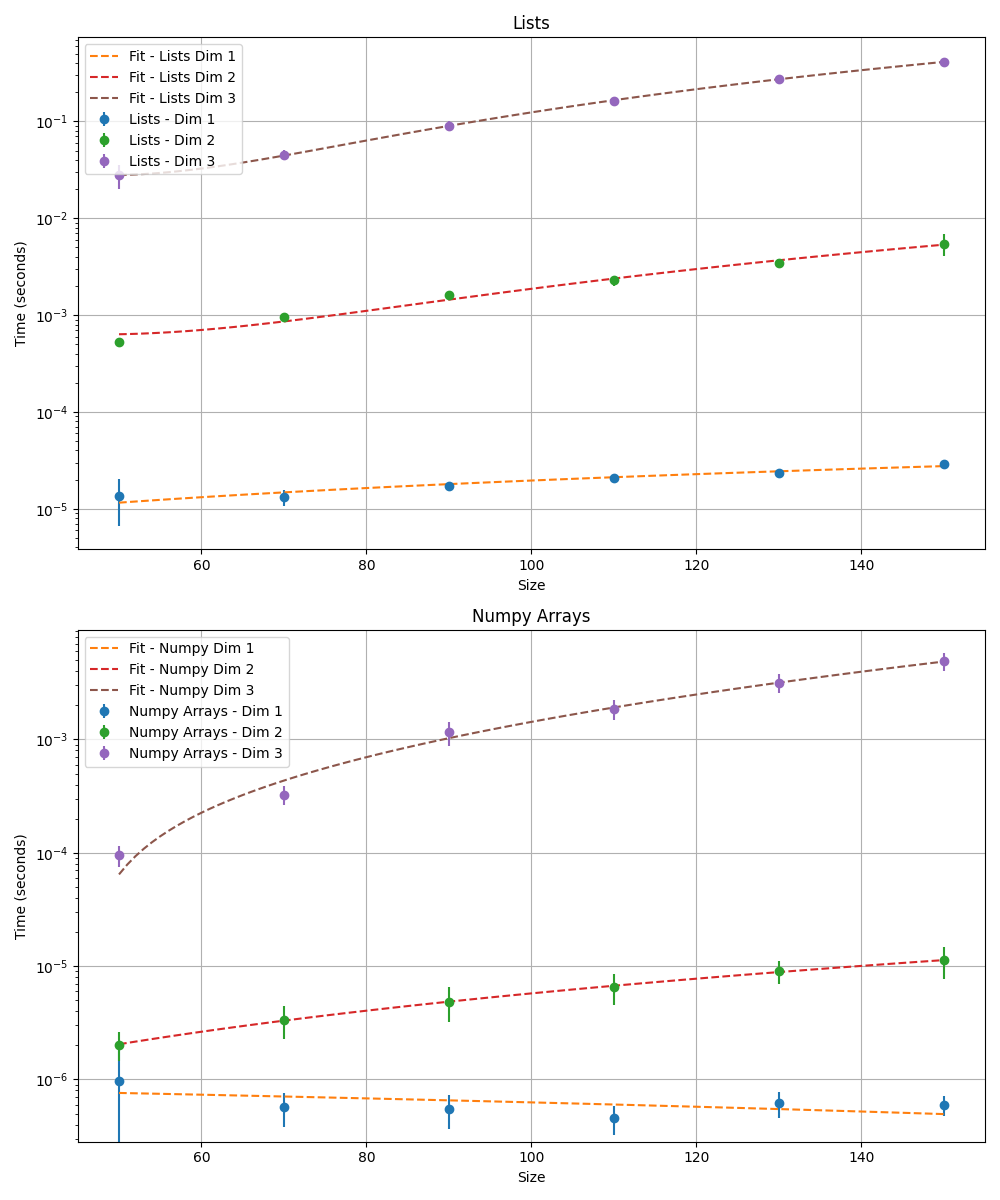 Lists
Fit - Lists Dim 1
Fit - Lists Dim 2
Fit - Lists Dim 3
Lists - Dim 1
Lists - Dim 2
Lists - Dim 3
10⁻¹
10⁻²
10⁻³
10⁻⁴
10⁻⁵
Time (seconds)
60 80 100 120 140
Size
Numpy Arrays
Fit - Numpy Dim 1
Fit - Numpy Dim 2
Fit - Numpy Dim 3
Numpy Arrays - Dim 1
Numpy Arrays - Dim 2
Numpy Arrays - Dim 3
10⁻³
10⁻⁴
10⁻⁵
10⁻⁶
Time (seconds)
60 80 100 120 140
Size